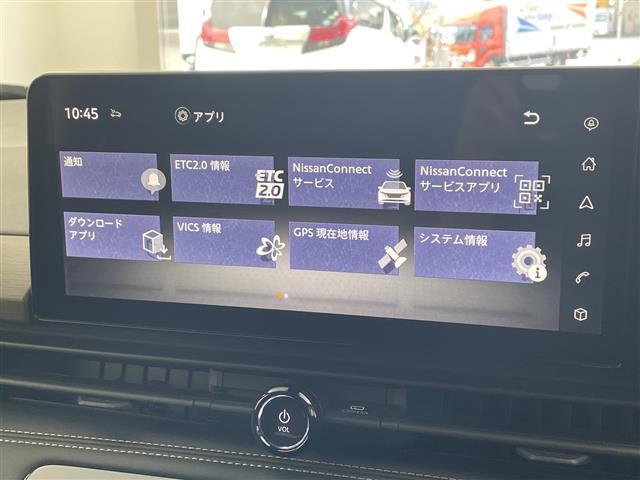 10:45 アプリ
通知
ETC2.0 情報
ETC
2.0
NissanConnect
サービス
NissanConnect
サービスアプリ
ダウンロード
アプリ
VICS 情報
GPS 現在地情報
システム情報
VOL